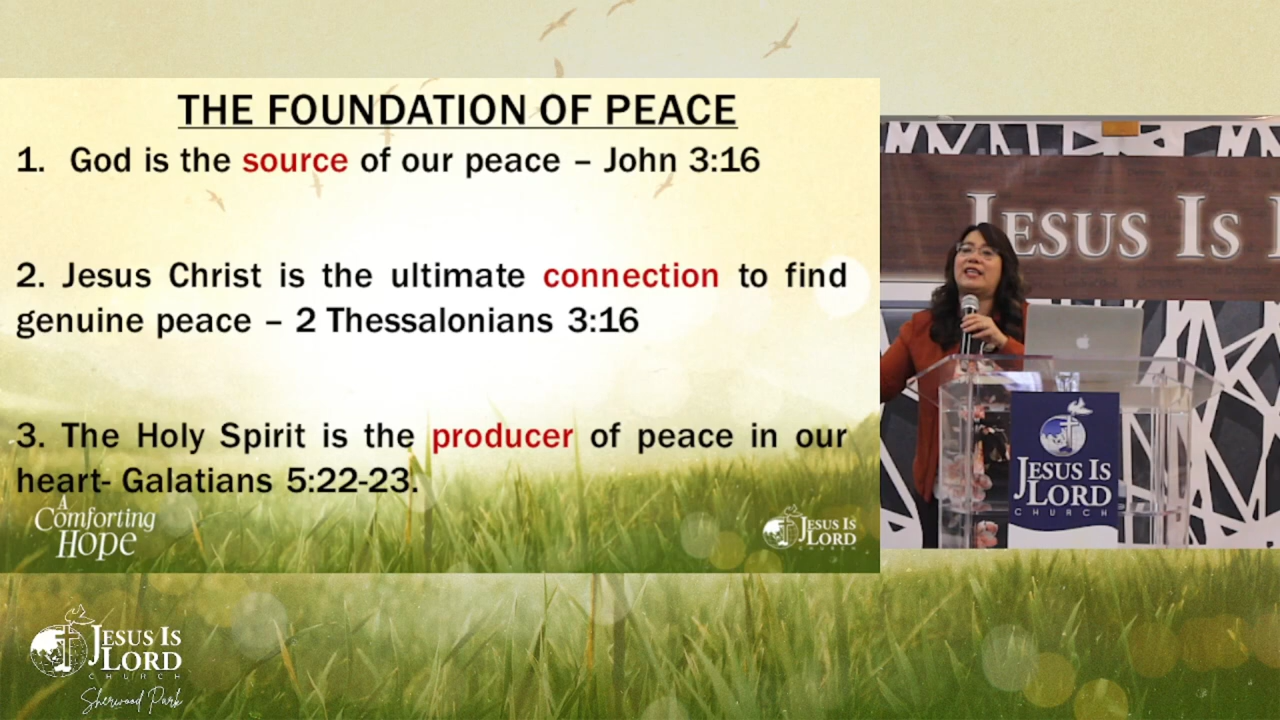 THE FOUNDATION OF PEACE
1. God is the source of our peace – John 3:16
2. Jesus Christ is the ultimate connection to find
genuine peace – 2 Thessalonians 3:16
3. The Holy Spirit is the producer of peace in our
heart- Galatians 5:22-23.
A
Comforting
HOPE
JESUS IS
LORD
CHURCH
JESUS IS L
JESUS IS
LORD
CHURCH
JESUS IS
LORD
CHURCH
Sherwood Park